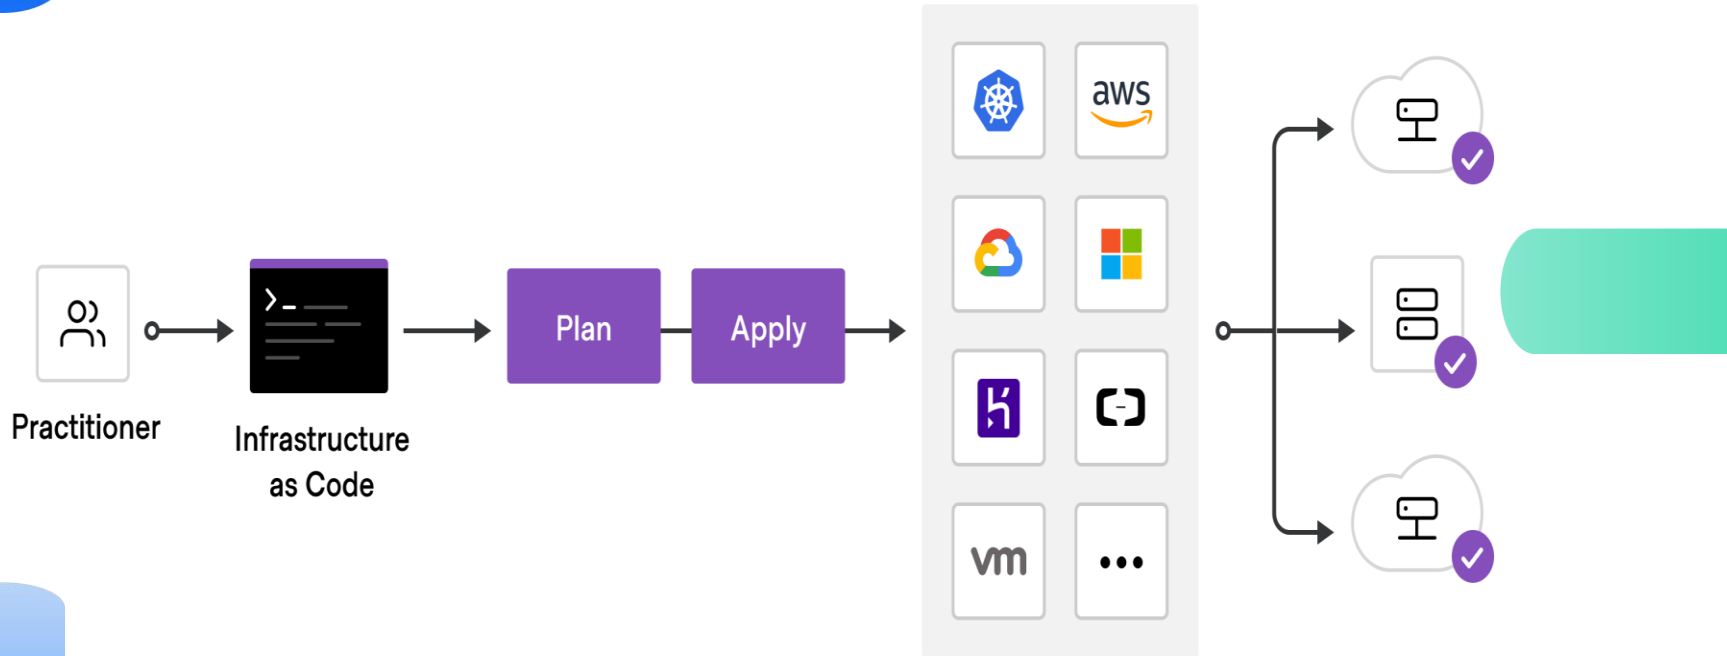 Practitioner
Infrastructure
as Code
Plan
Apply
aws
vm